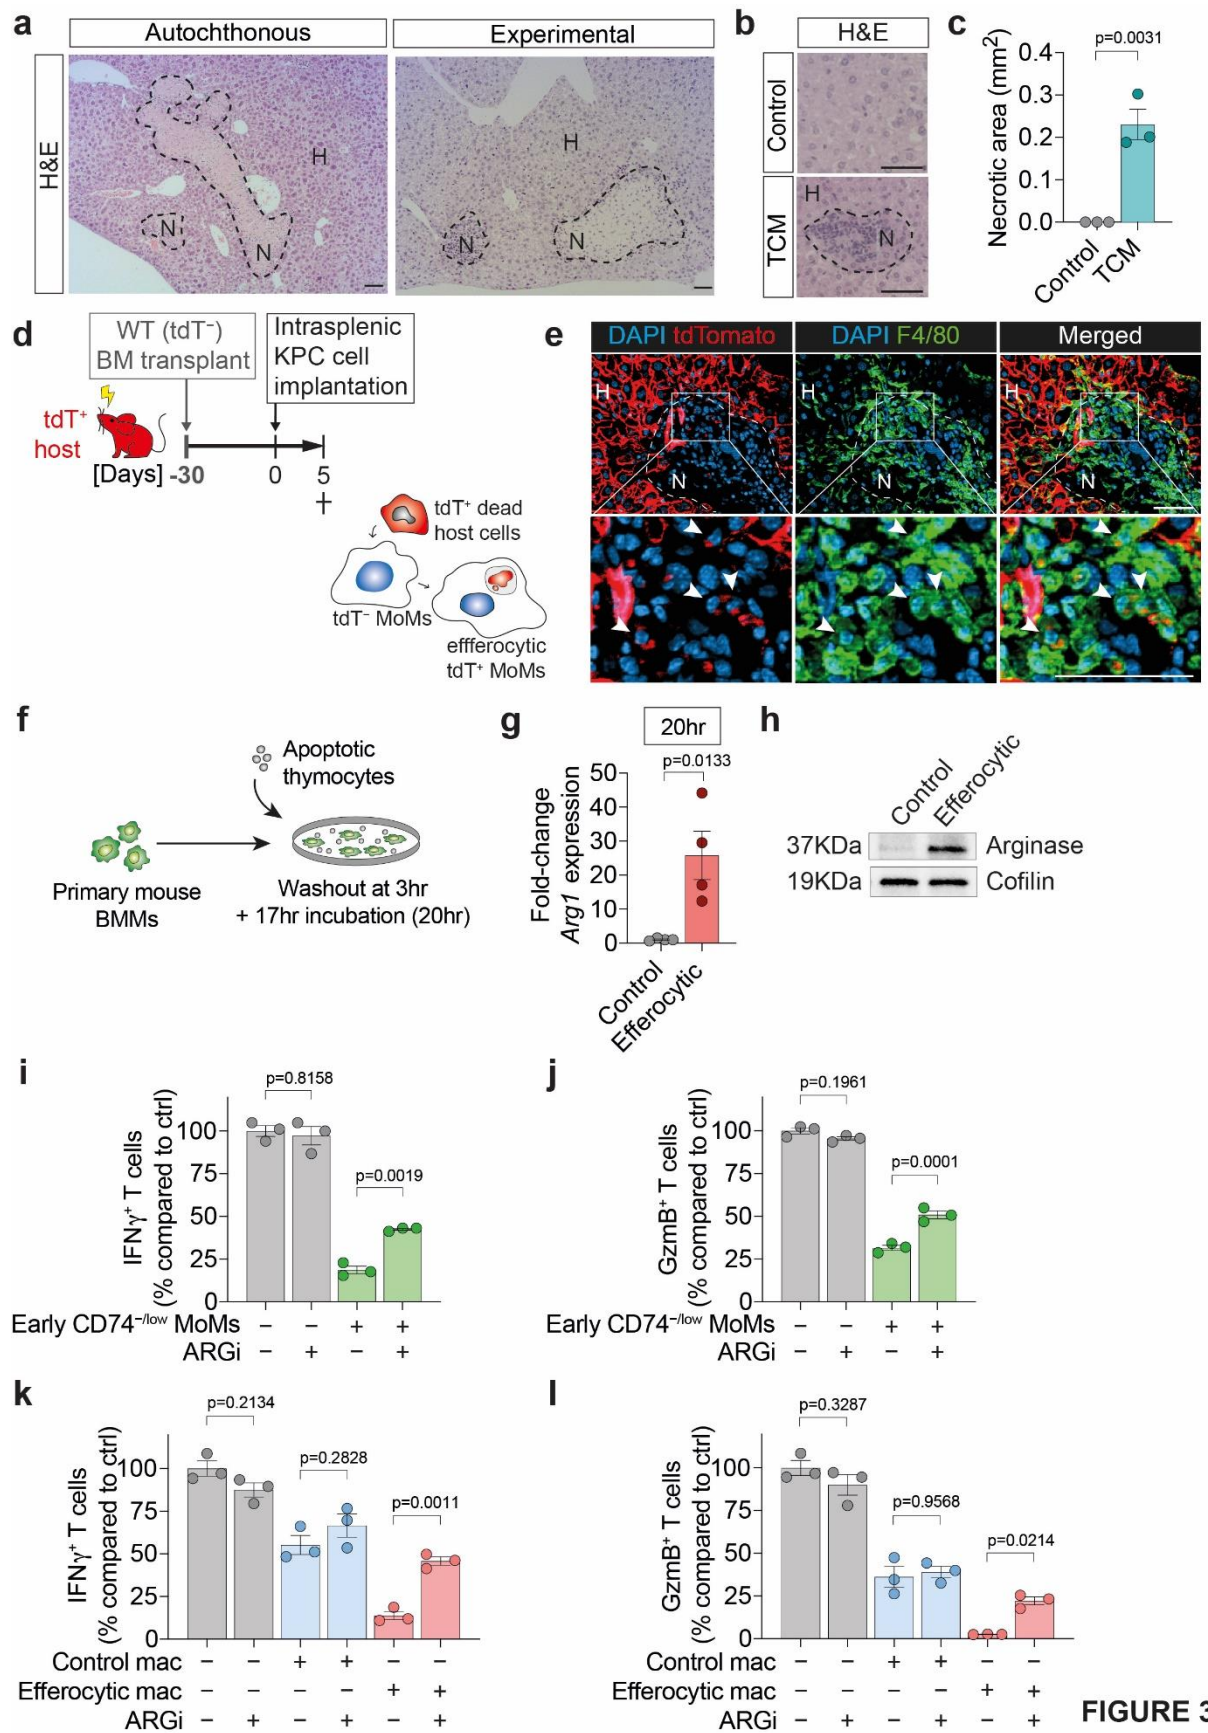 a
Autochthonous
Experimental
H&E
H
N
N
H
N
N
b
H&E
Control
TCM
H
N
c
p=0.0031
Necrotic area (mm²)
0.4
0.3
0.2
0.1
0.0
Control
TCM
d
WT (tdT⁻)
BM transplant
Intrasplenic
KPC cell
implantation
tdT⁺
host
[Days]
-30
0
5
†
tdT⁺ dead
host cells
tdT⁻ MoMs
effferocytic
tdT⁺ MoMs
e
DAPI tdTomato
DAPI F4/80
Merged
H
N
H
N
H
N
f
Apoptotic
thymocytes
Primary mouse
BMMs
Washout at 3hr
+ 17hr incubation (20hr)
g
20hr
p=0.0133
Fold-change
Arg1 expression
50
40
30
20
10
0
Control
Efferocytic
h
Control
Efferocytic
37KDa
Arginase
19KDa
Cofilin
i
p=0.8158
p=0.0019
IFNγ⁺ T cells
(% compared to ctrl)
100
75
50
25
0
Early CD74⁻/ˡᵒʷ MoMs − − + +
ARGi − + − +
j
p=0.1961
p=0.0001
GzmB⁺ T cells
(% compared to ctrl)
100
75
50
25
0
Early CD74⁻/ˡᵒʷ MoMs − − + +
ARGi − + − +
k
p=0.2134
p=0.2828
p=0.0011
IFNγ⁺ T cells
(% compared to ctrl)
100
75
50
25
0
Control mac − − + + − −
Efferocytic mac − − − − + +
ARGi − + − + − +
l
p=0.3287
p=0.9568
p=0.0214
GzmB⁺ T cells
(% compared to ctrl)
100
75
50
25
0
Control mac − − + + − −
Efferocytic mac − − − − + +
ARGi − + − + − +
FIGURE 3